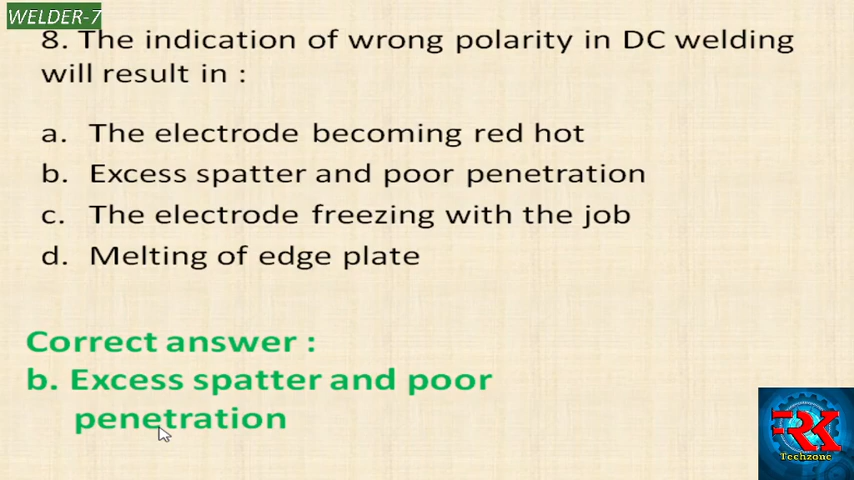 WELDER-7
8. The indication of wrong polarity in DC welding
will result in :
a. The electrode becoming red hot
b. Excess spatter and poor penetration
c. The electrode freezing with the job
d. Melting of edge plate
Correct answer :
b. Excess spatter and poor
penetration
RK
Techzone